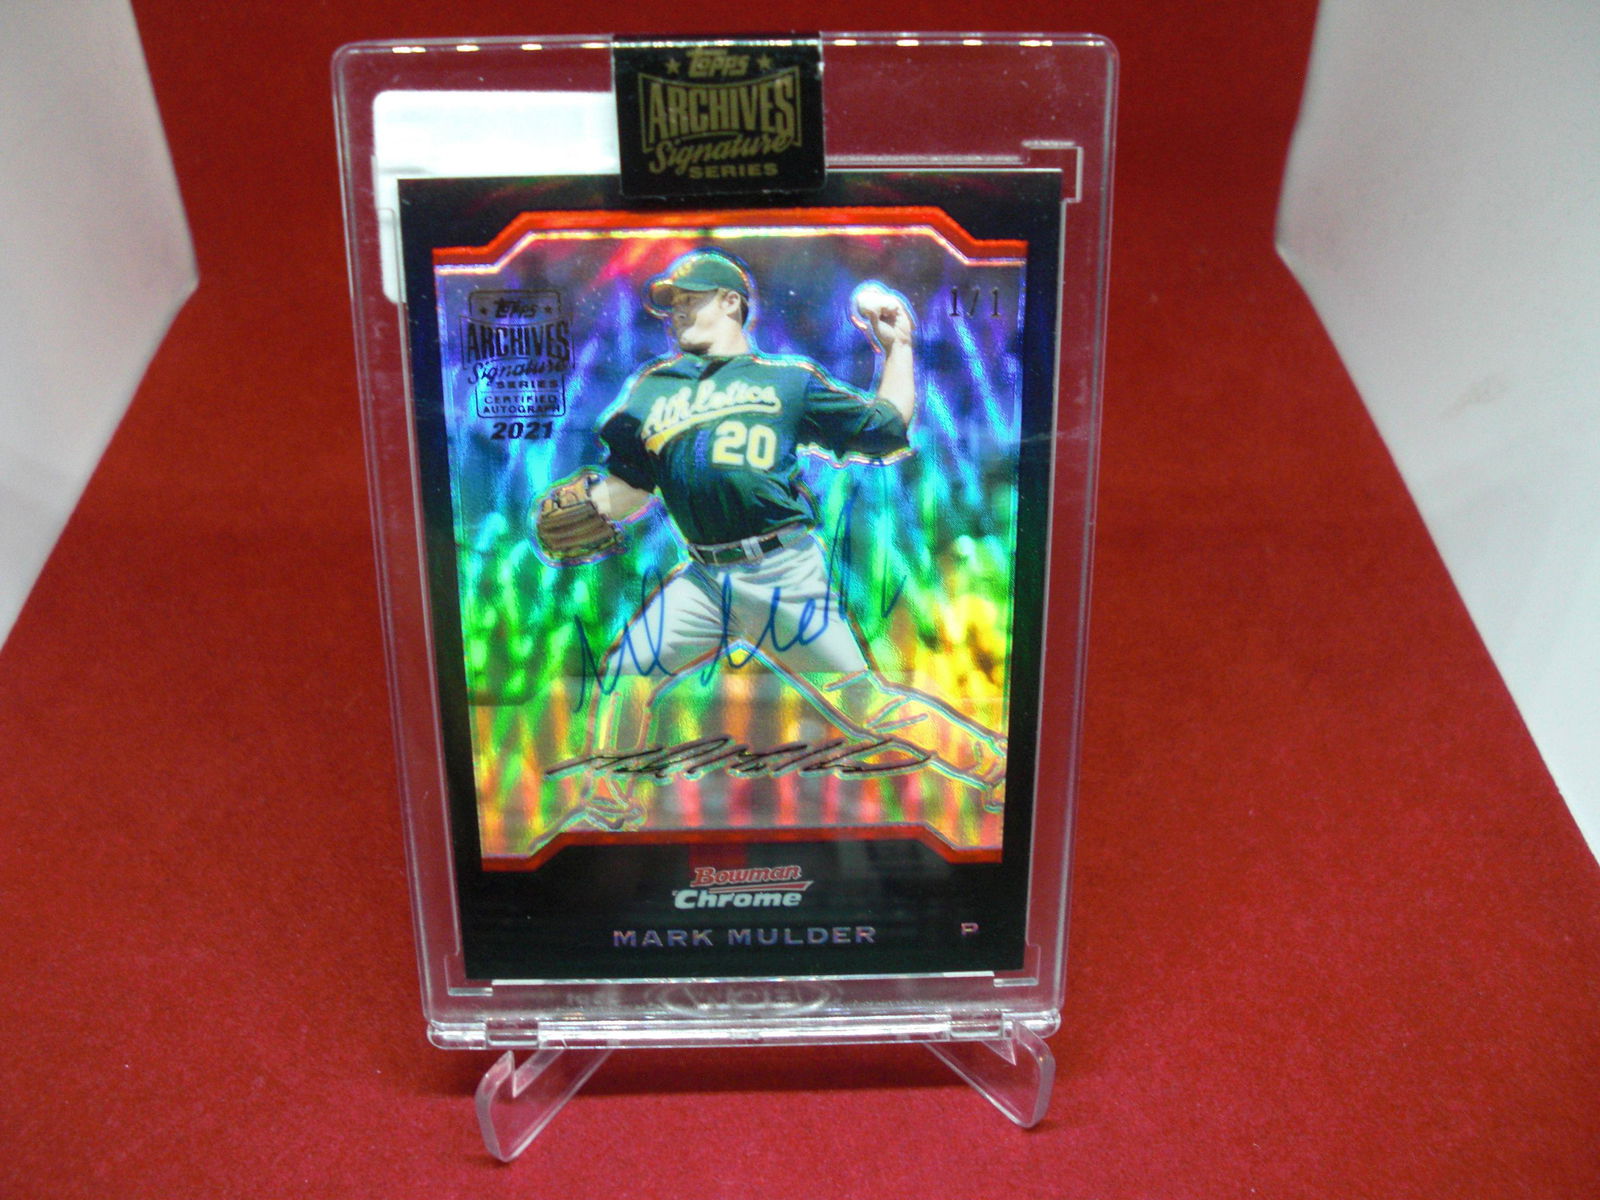 ★ Topps ★
ARCHIVES
Signature
SERIES
1/1
★ Topps ★
ARCHIVES
Signature
SERIES
CERTIFIED
AUTOGRAPH
2021
Athletics
20
Bowman
Chrome
MARK MULDER P